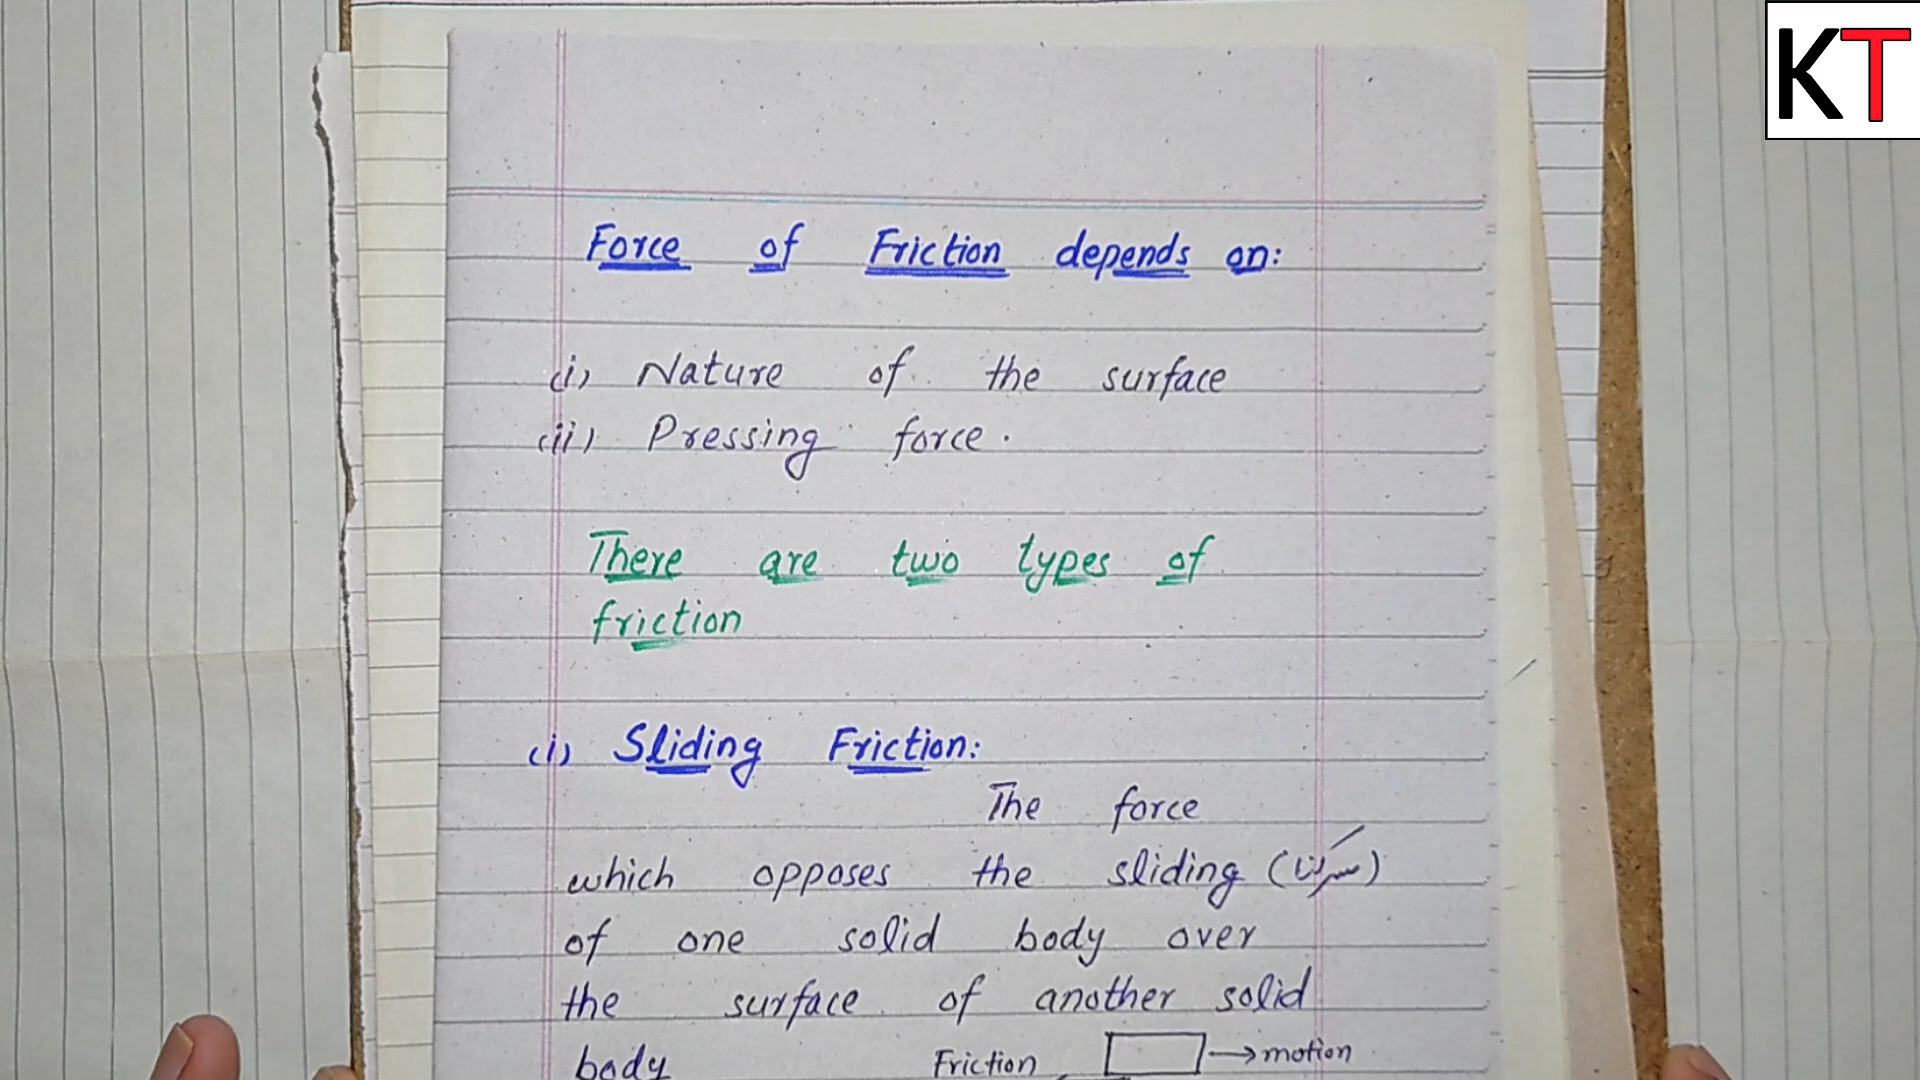 KT
Force of Friction depends on:
(i) Nature of the surface
(ii) Pressing force.
There are two types of
friction
(i) Sliding Friction:
The force
which opposes the sliding (سرکنا)
of one solid body over
the surface of another solid
body Friction → motion